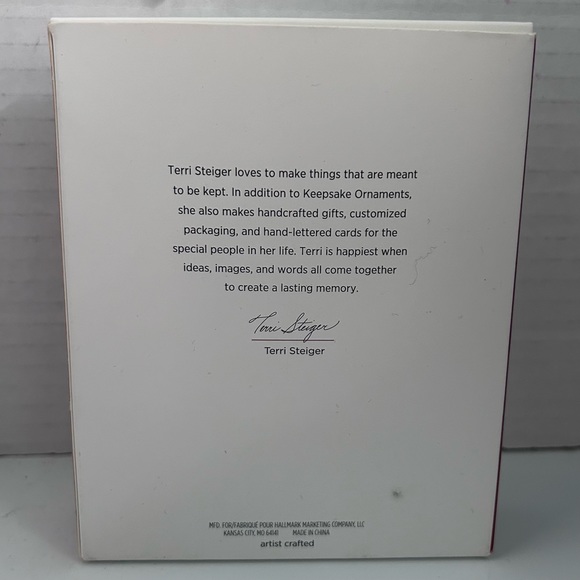 Terri Steiger loves to make things that are meant
to be kept. In addition to Keepsake Ornaments,
she also makes handcrafted gifts, customized
packaging, and hand-lettered cards for the
special people in her life. Terri is happiest when
ideas, images, and words all come together
to create a lasting memory.
Terri Steiger
Terri Steiger
MFD. FOR/FABRIQUÉ POUR HALLMARK MARKETING COMPANY, LLC
KANSAS CITY, MO 64141 MADE IN CHINA
artist crafted